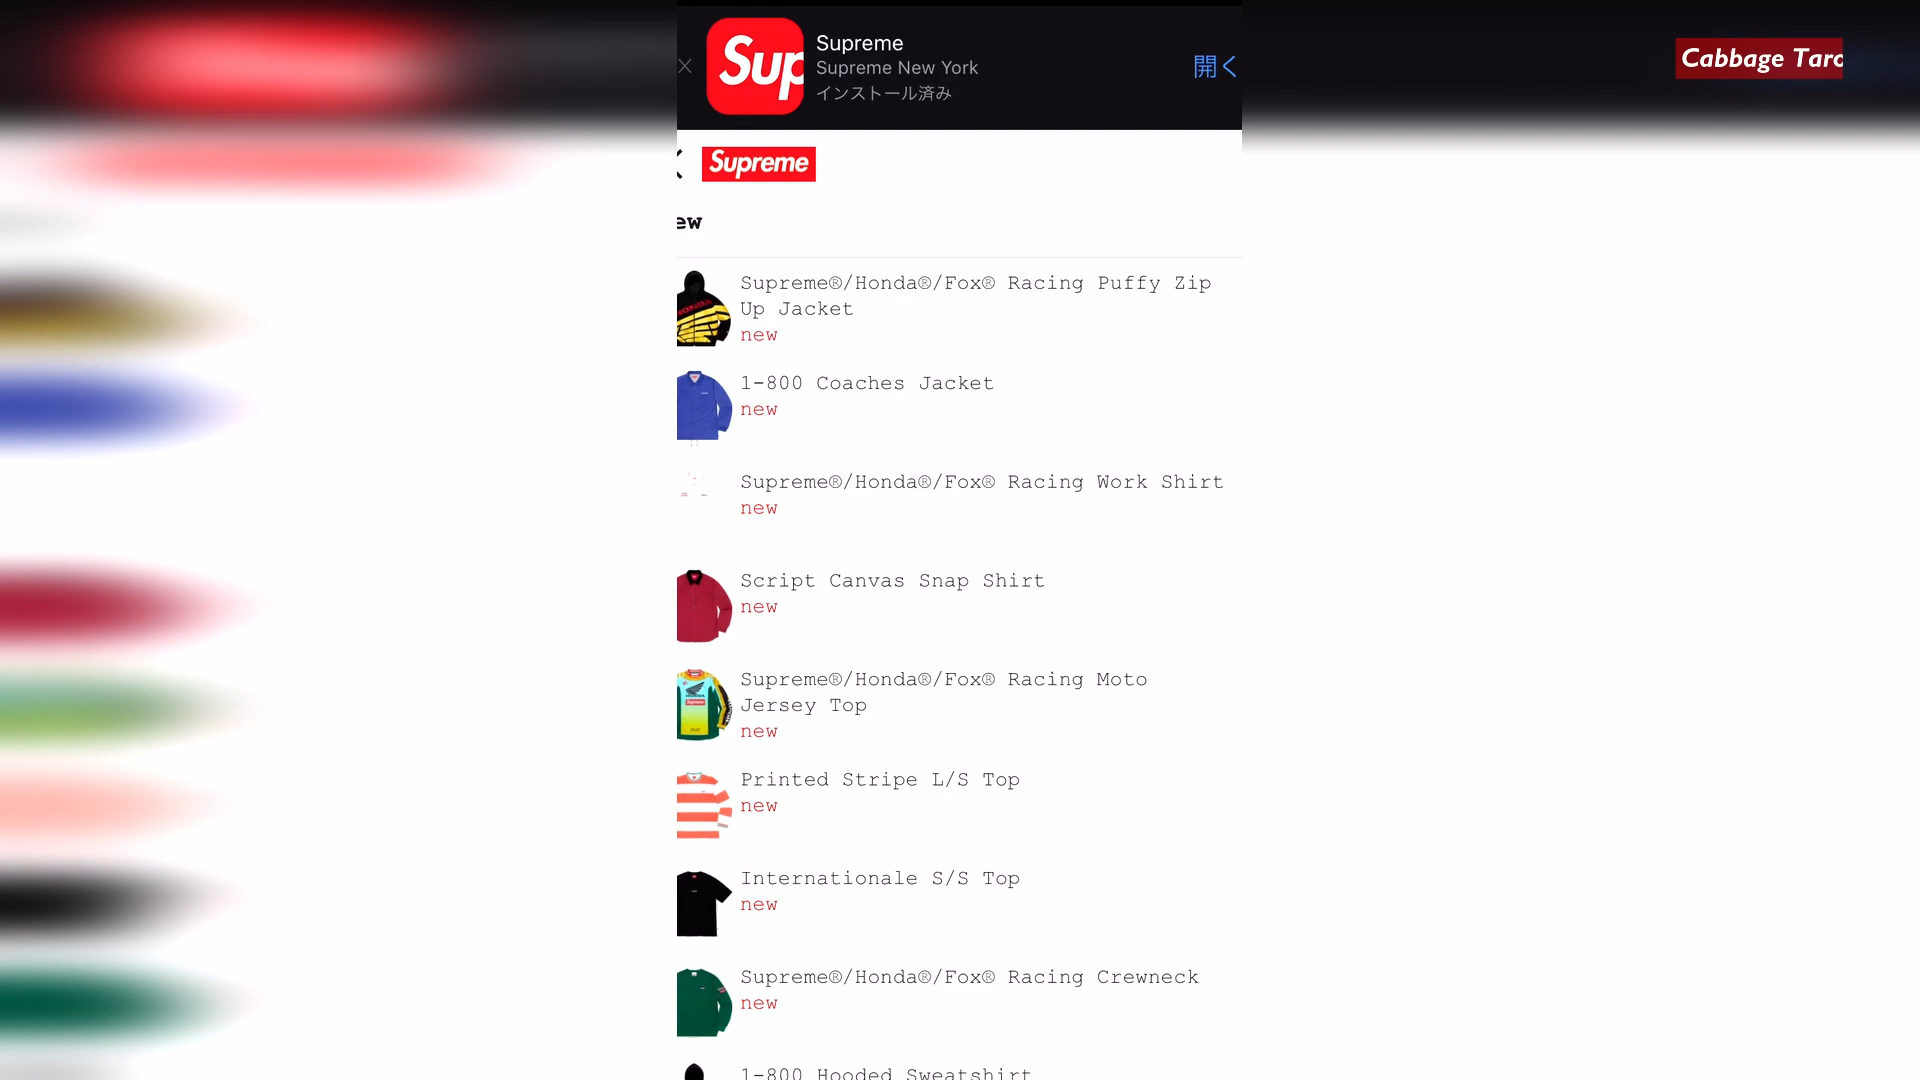 Sup
Supreme
Supreme New York
インストール済み
開く
Cabbage Taro
Supreme
ew
Supreme®/Honda®/Fox® Racing Puffy Zip
Up Jacket
new
1-800 Coaches Jacket
new
Supreme®/Honda®/Fox® Racing Work Shirt
new
Script Canvas Snap Shirt
new
Supreme®/Honda®/Fox® Racing Moto
Jersey Top
new
Printed Stripe L/S Top
new
Internationale S/S Top
new
Supreme®/Honda®/Fox® Racing Crewneck
new
1-800 Hooded Sweatshirt